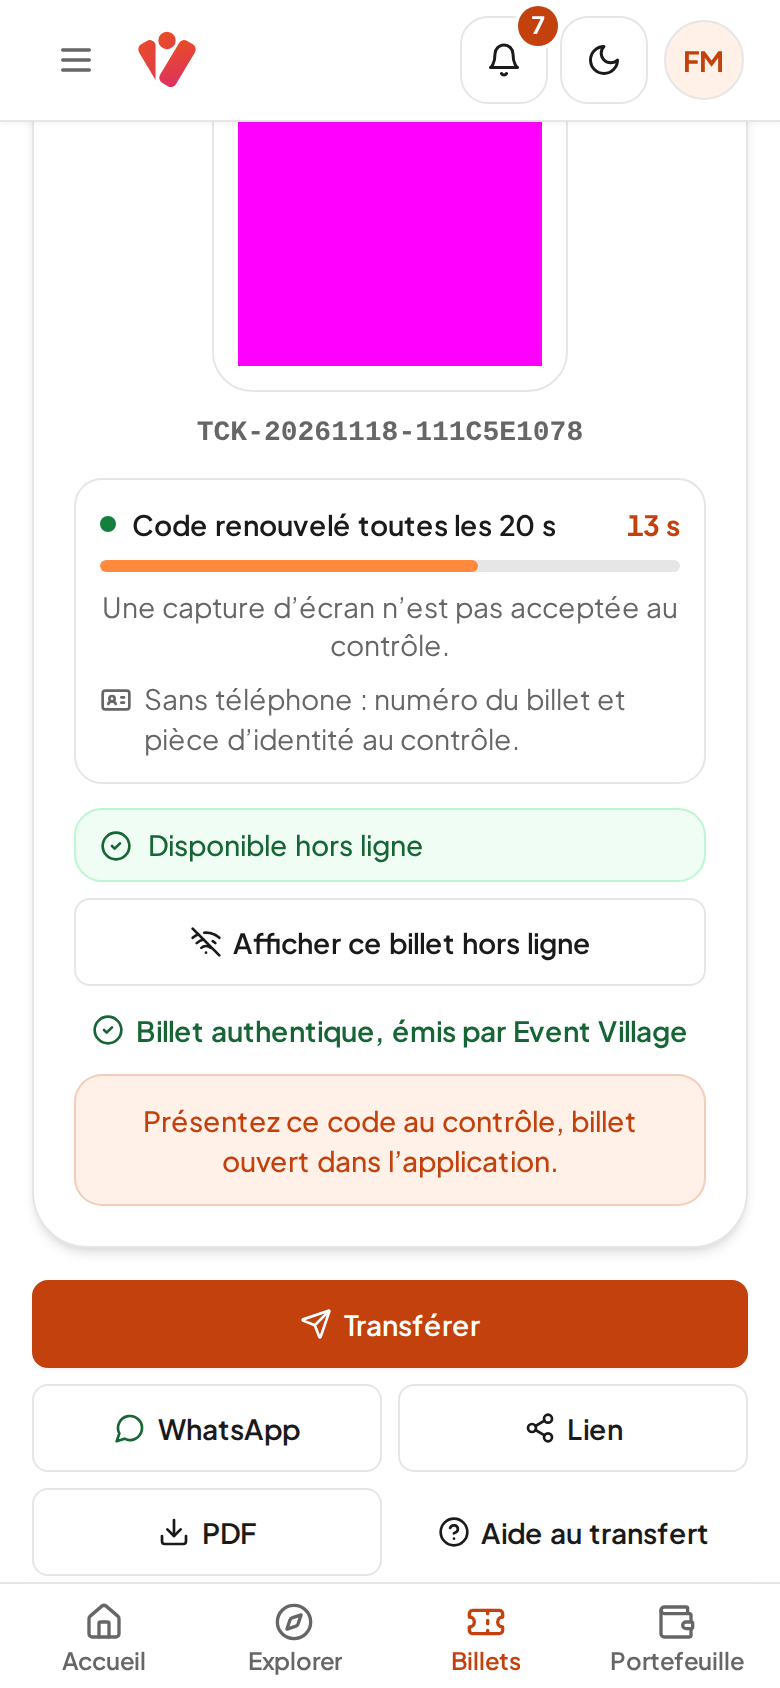 7
FM
TCK-20261118-111C5E1078
Code renouvelé toutes les 20 s
13 s
Une capture d’écran n’est pas acceptée au
contrôle.
Sans téléphone : numéro du billet et
pièce d’identité au contrôle.
Disponible hors ligne
Afficher ce billet hors ligne
Billet authentique, émis par Event Village
Présentez ce code au contrôle, billet
ouvert dans l’application.
Transférer
WhatsApp
Lien
PDF
Aide au transfert
Accueil
Explorer
Billets
Portefeuille